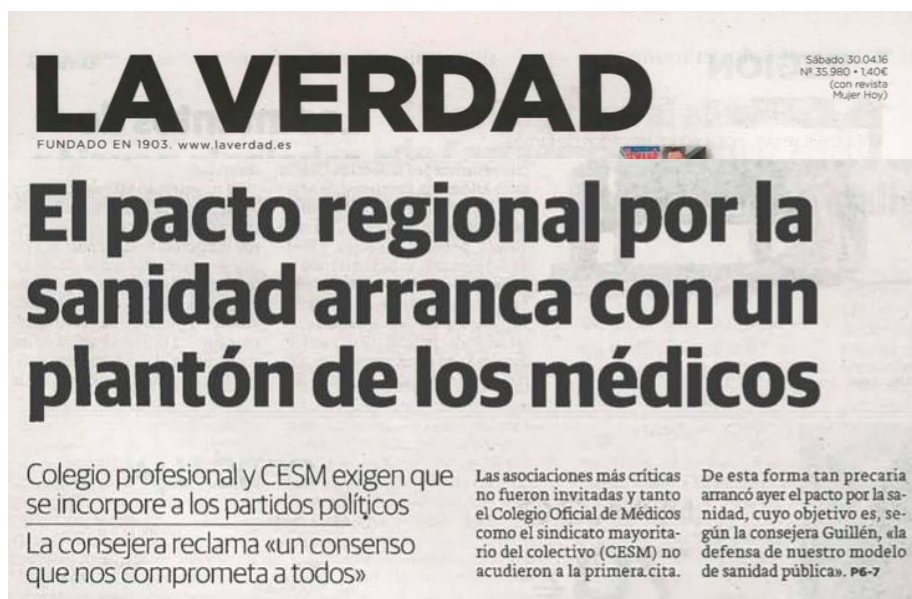 LA VERDAD
FUNDADO EN 1903. www.laverdad.es
Sábado 30.04.16
Nº 35.980 • 1,40€
(con revista
Mujer Hoy)
El pacto regional por la
sanidad arranca con un
plantón de los médicos
Colegio profesional y CESM exigen que
se incorpore a los partidos políticos
La consejera reclama «un consenso
que nos comprometa a todos»
Las asociaciones más críticas
no fueron invitadas y tanto
el Colegio Oficial de Médicos
como el sindicato mayorita-
rio del colectivo (CESM) no
acudieron a la primera cita.
De esta forma tan precaria
arrancó ayer el pacto por la sa-
nidad, cuyo objetivo es, se-
gún la consejera Guillén, «la
defensa de nuestro modelo
de sanidad pública». P6-7